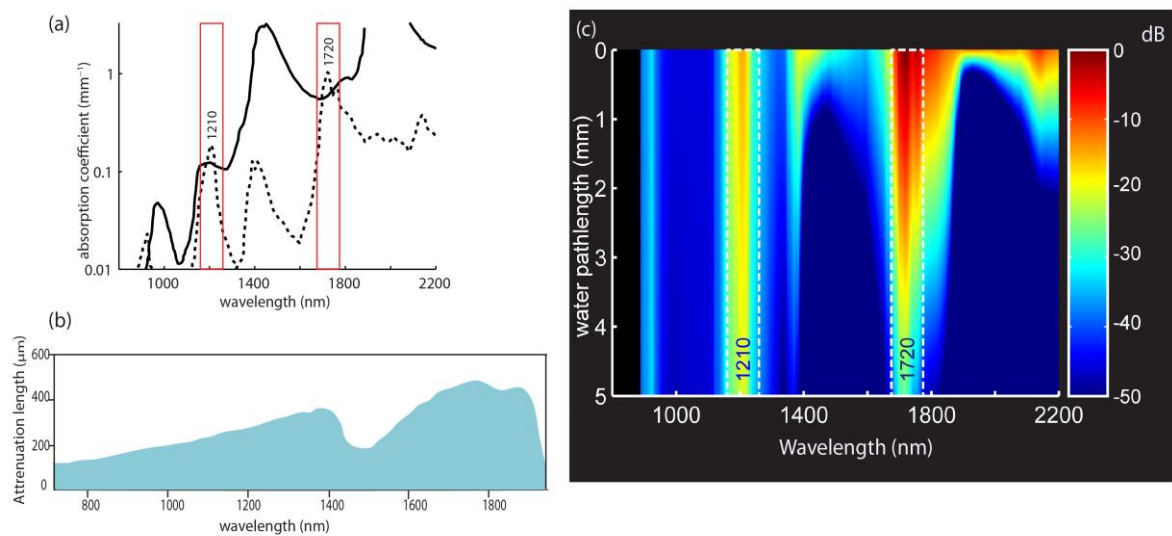 (a)
absorption coefficient (mm⁻¹)
1
0.1
0.01
1210
1720
1000 1400 1800 2200
wavelength (nm)
(b)
Attrenuation length (μm)
600
400
200
0
800 1000 1200 1400 1600 1800
wavelength (nm)
(c)
dB
water pathlength (mm)
0
1
2
3
4
5
1210
1720
1000 1400 1800 2200
Wavelength (nm)
0
-10
-20
-30
-40
-50